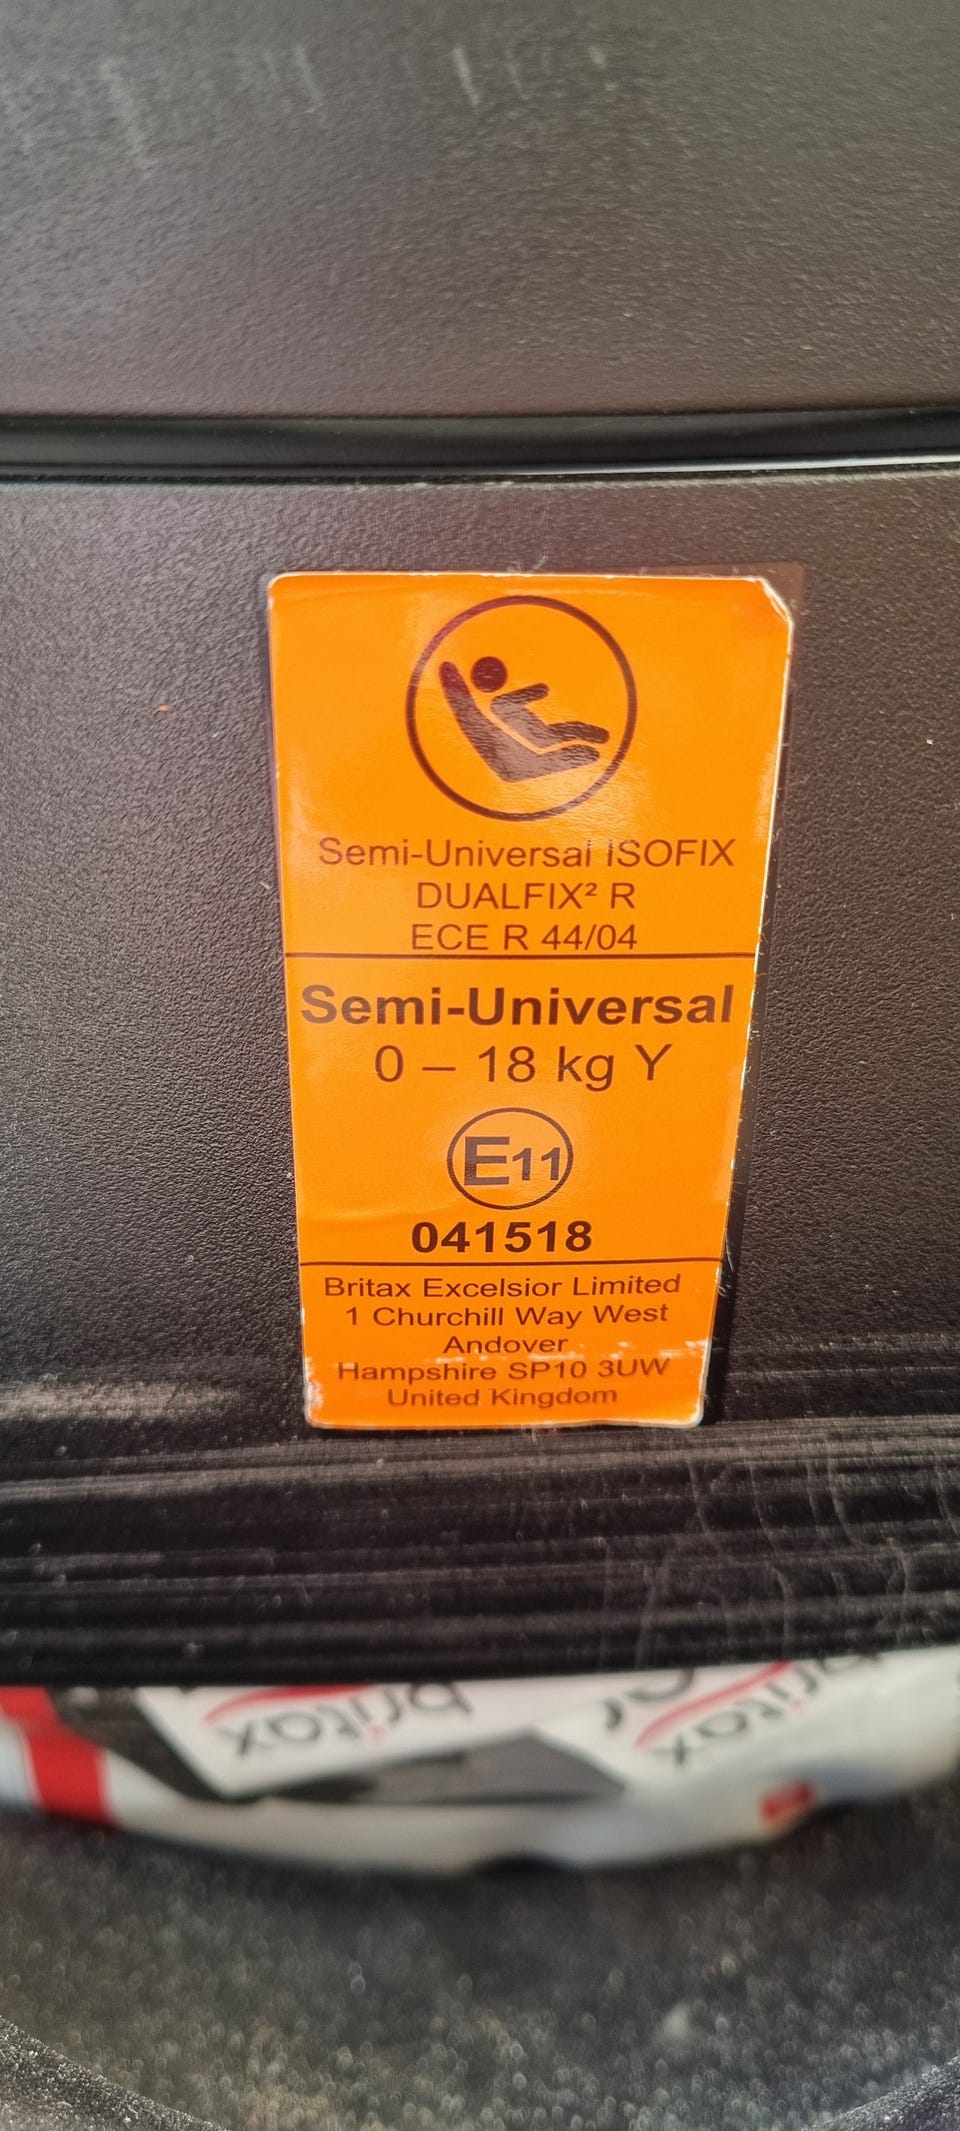 Semi-Universal ISOFIX
DUALFIX² R
ECE R 44/04
Semi-Universal
0 – 18 kg Y
E11
041518
Britax Excelsior Limited
1 Churchill Way West
Andover
Hampshire SP10 3UW
United Kingdom
britax
britax